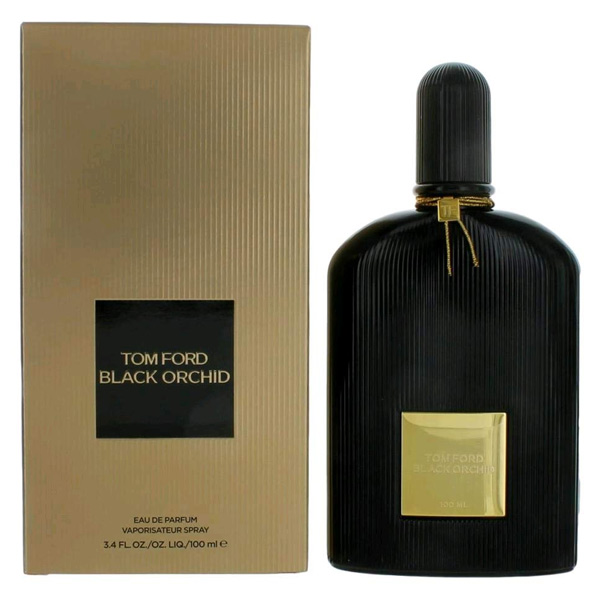 TOM FORD
BLACK ORCHID
EAU DE PARFUM
VAPORISATEUR SPRAY
3.4 FL. OZ./OZ. LIQ./100 ml ℮
TF
TOM FORD
BLACK ORCHID
100 ml